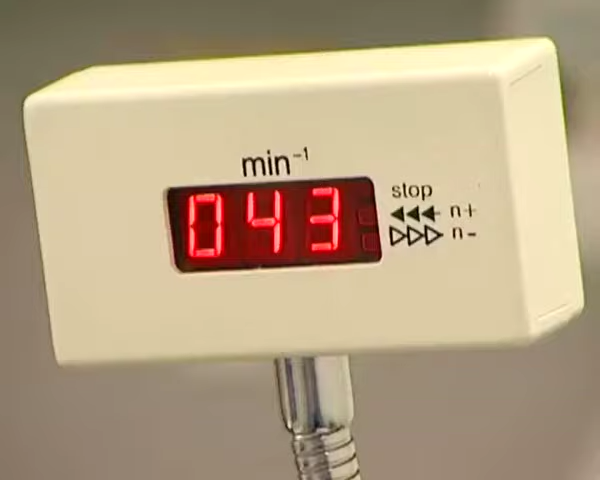 min⁻¹
043
stop
n+
n-